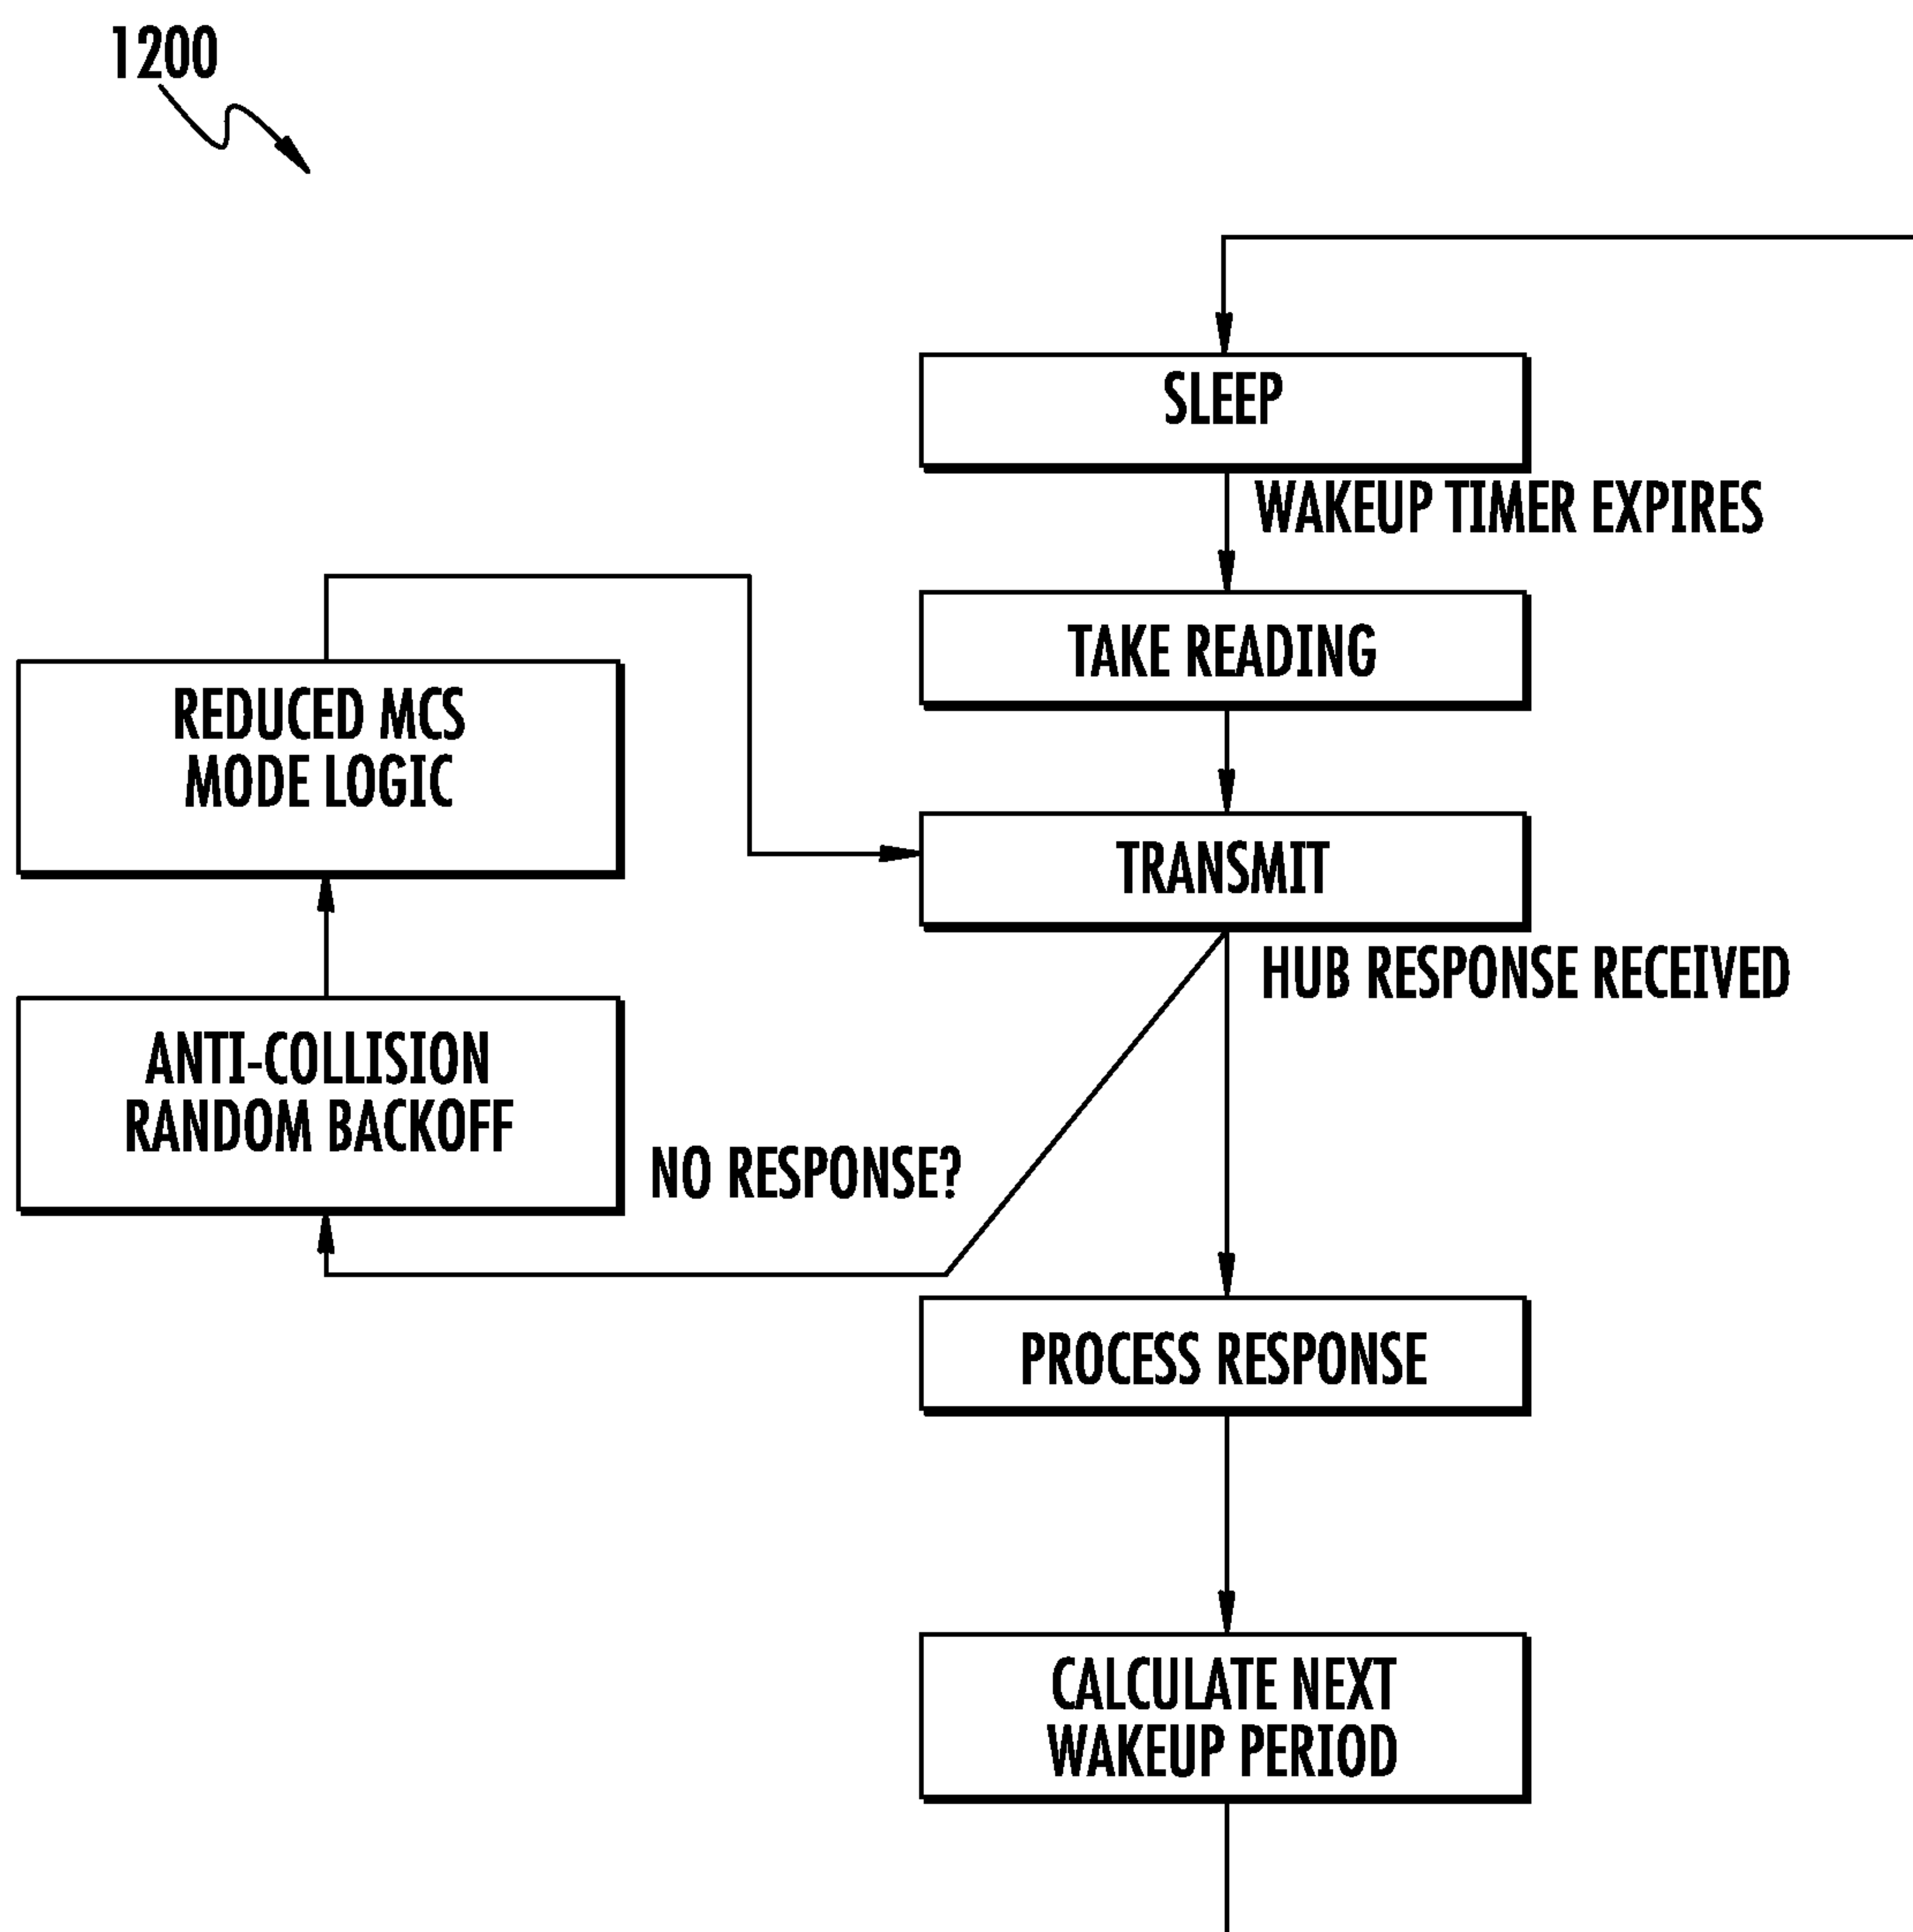 1200
SLEEP
WAKEUP TIMER EXPIRES
TAKE READING
REDUCED MCS
MODE LOGIC
TRANSMIT
HUB RESPONSE RECEIVED
ANTI-COLLISION
RANDOM BACKOFF
NO RESPONSE?
PROCESS RESPONSE
CALCULATE NEXT
WAKEUP PERIOD